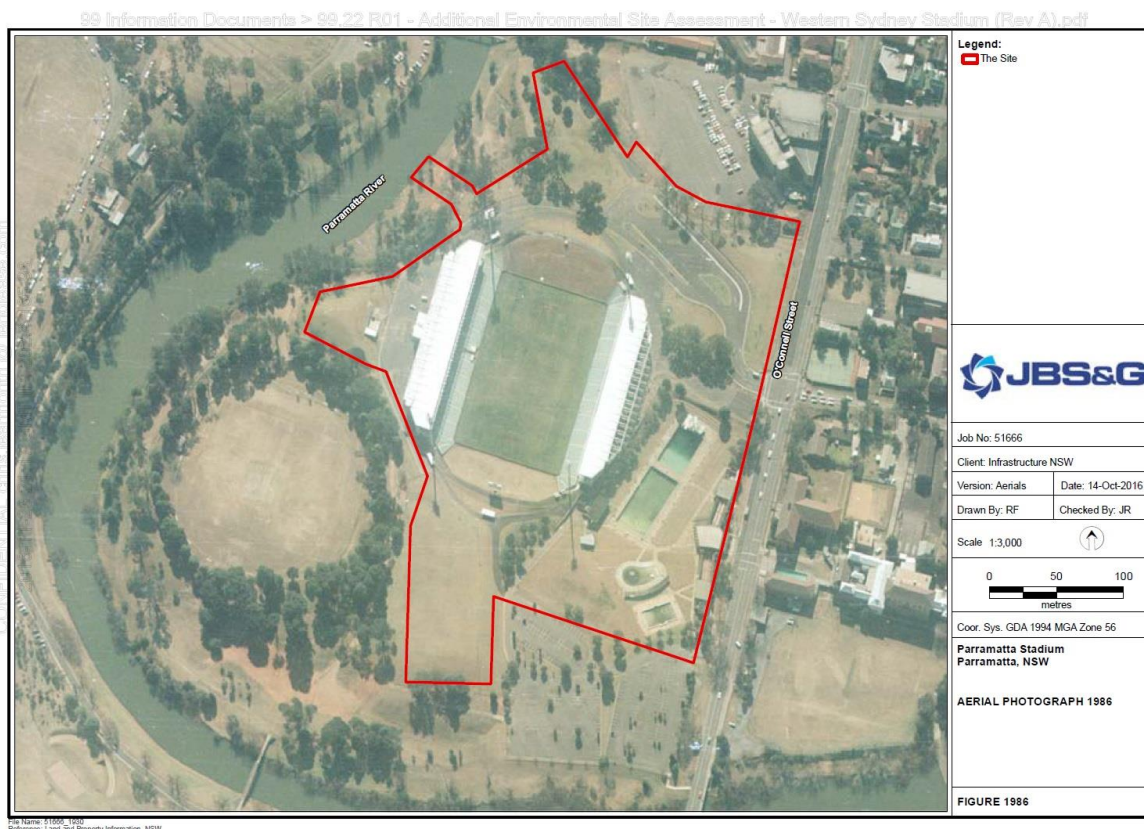 99 Information Documents > 99.22 R01 - Additional Environmental Site Assessment - Western Sydney Stadium (Rev A).pdf
Legend:
The Site
Parramatta River
O'Connell Street
JBS&G
Job No: 51666
Client: Infrastructure NSW
Version: Aerials
Date: 14-Oct-2016
Drawn By: RF
Checked By: JR
Scale 1:3,000
0 50 100
metres
Coor. Sys. GDA 1994 MGA Zone 56
Parramatta Stadium
Parramatta, NSW
AERIAL PHOTOGRAPH 1986
FIGURE 1986
File Name: 51666_1930
Reference: Land and Property Information, NSW